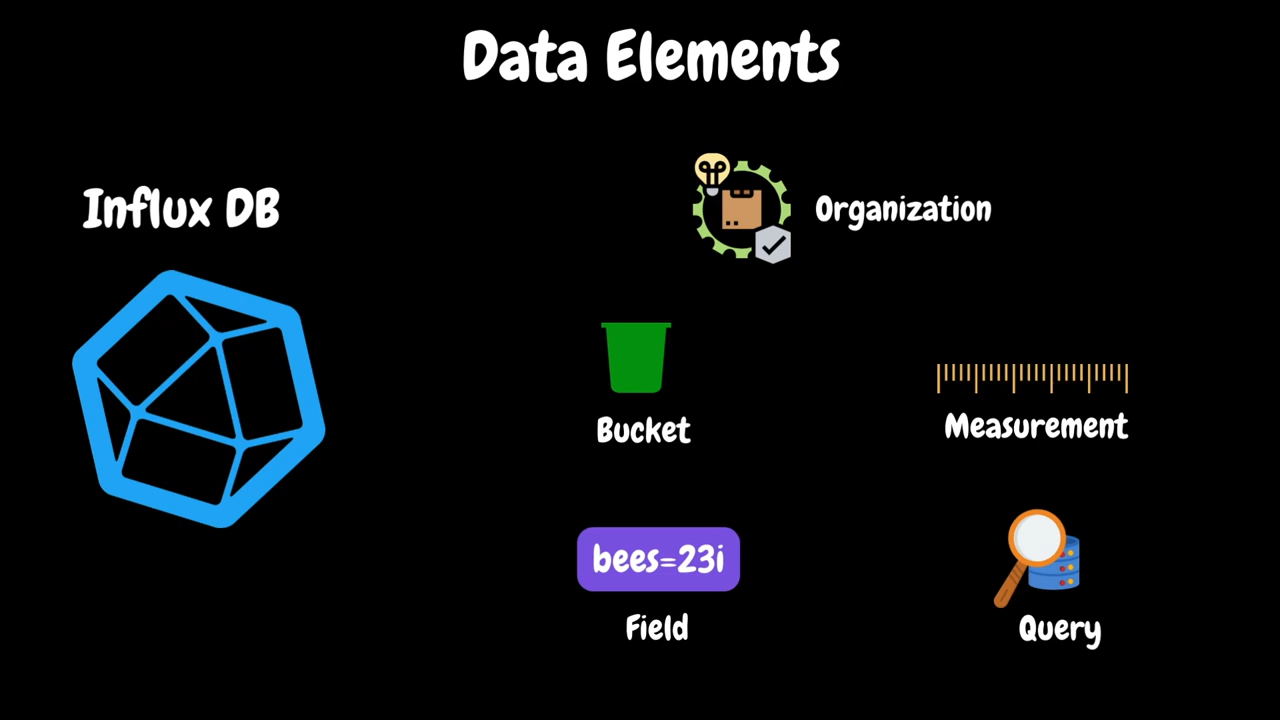 Data Elements
Influx DB
Organization
Bucket
Measurement
bees=23i
Field
Query